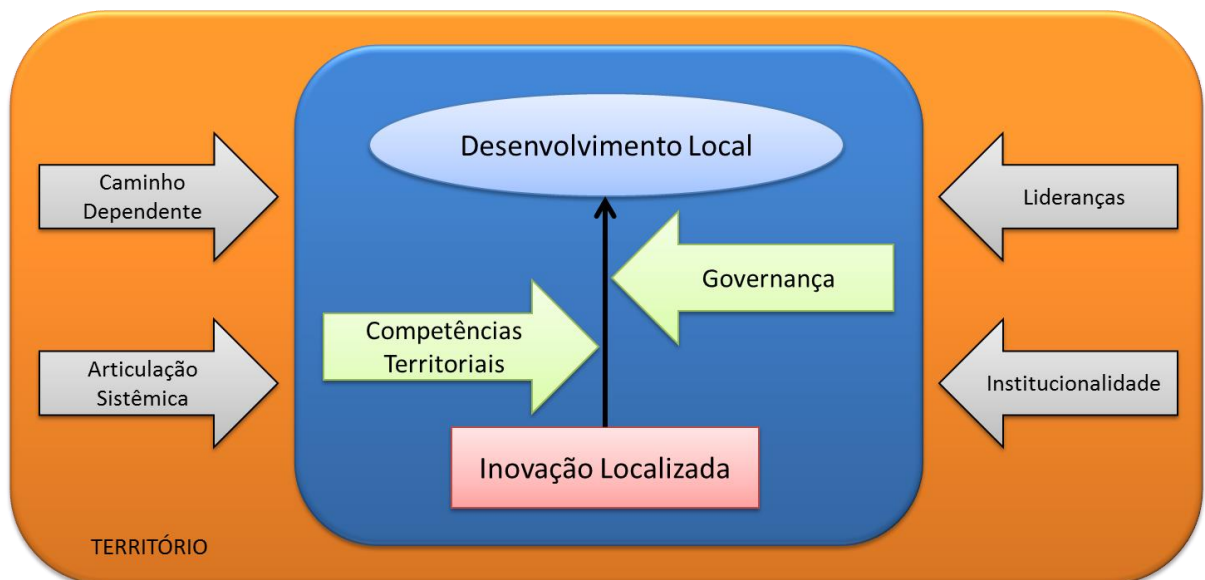 Desenvolvimento Local
Caminho
Dependente
Lideranças
Governança
Competências
Territoriais
Articulação
Sistêmica
Institucionalidade
Inovação Localizada
TERRITÓRIO